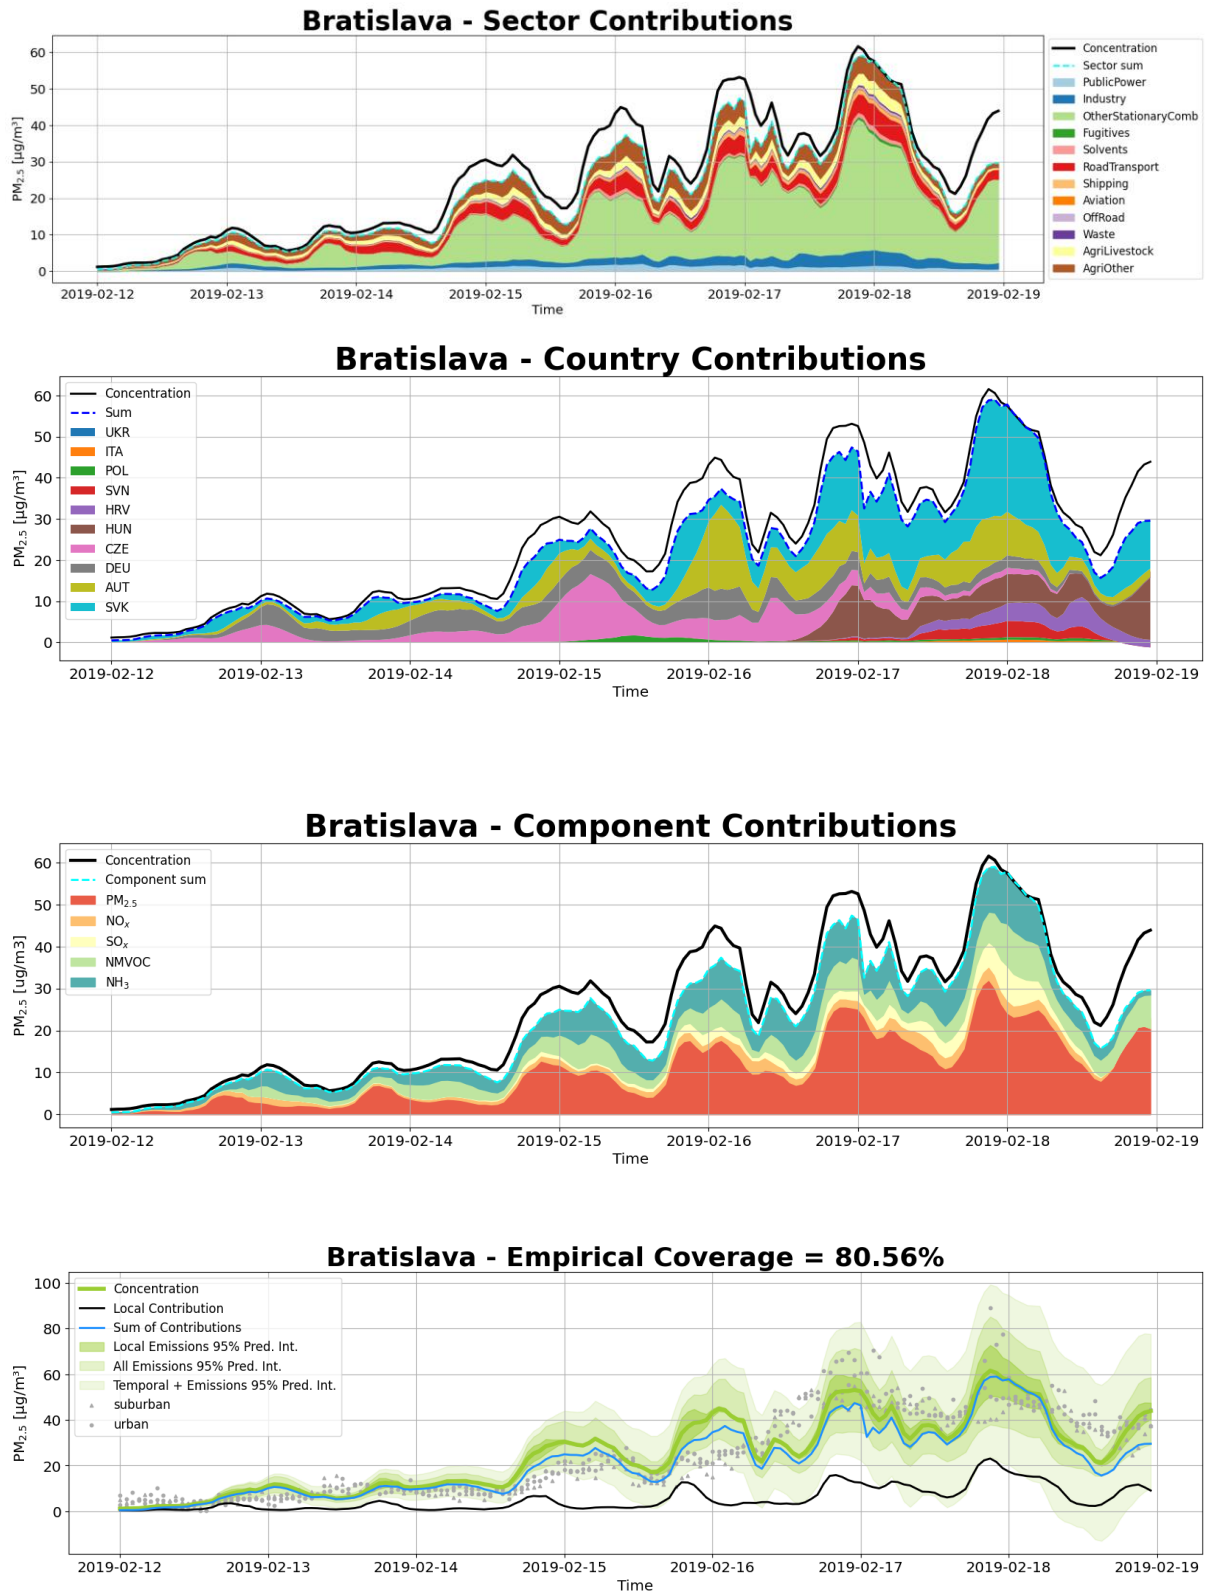 Bratislava - Sector Contributions
PM2.5 [µg/m³]
60
50
40
30
20
10
0
2019-02-12 2019-02-13 2019-02-14 2019-02-15 2019-02-16 2019-02-17 2019-02-18 2019-02-19
Time
Concentration
Sector sum
PublicPower
Industry
OtherStationaryComb
Fugitives
Solvents
RoadTransport
Shipping
Aviation
OffRoad
Waste
AgriLivestock
AgriOther
Bratislava - Country Contributions
PM2.5 [µg/m³]
60
50
40
30
20
10
0
Concentration
Sum
UKR
ITA
POL
SVN
HRV
HUN
CZE
DEU
AUT
SVK
2019-02-12 2019-02-13 2019-02-14 2019-02-15 2019-02-16 2019-02-17 2019-02-18 2019-02-19
Time
Bratislava - Component Contributions
PM2.5 [ug/m3]
60
50
40
30
20
10
0
Concentration
Component sum
PM2.5
NOx
SOx
NMVOC
NH3
2019-02-12 2019-02-13 2019-02-14 2019-02-15 2019-02-16 2019-02-17 2019-02-18 2019-02-19
Time
Bratislava - Empirical Coverage = 80.56%
PM2.5 [µg/m³]
100
80
60
40
20
0
Concentration
Local Contribution
Sum of Contributions
Local Emissions 95% Pred. Int.
All Emissions 95% Pred. Int.
Temporal + Emissions 95% Pred. Int.
suburban
urban
2019-02-12 2019-02-13 2019-02-14 2019-02-15 2019-02-16 2019-02-17 2019-02-18 2019-02-19
Time